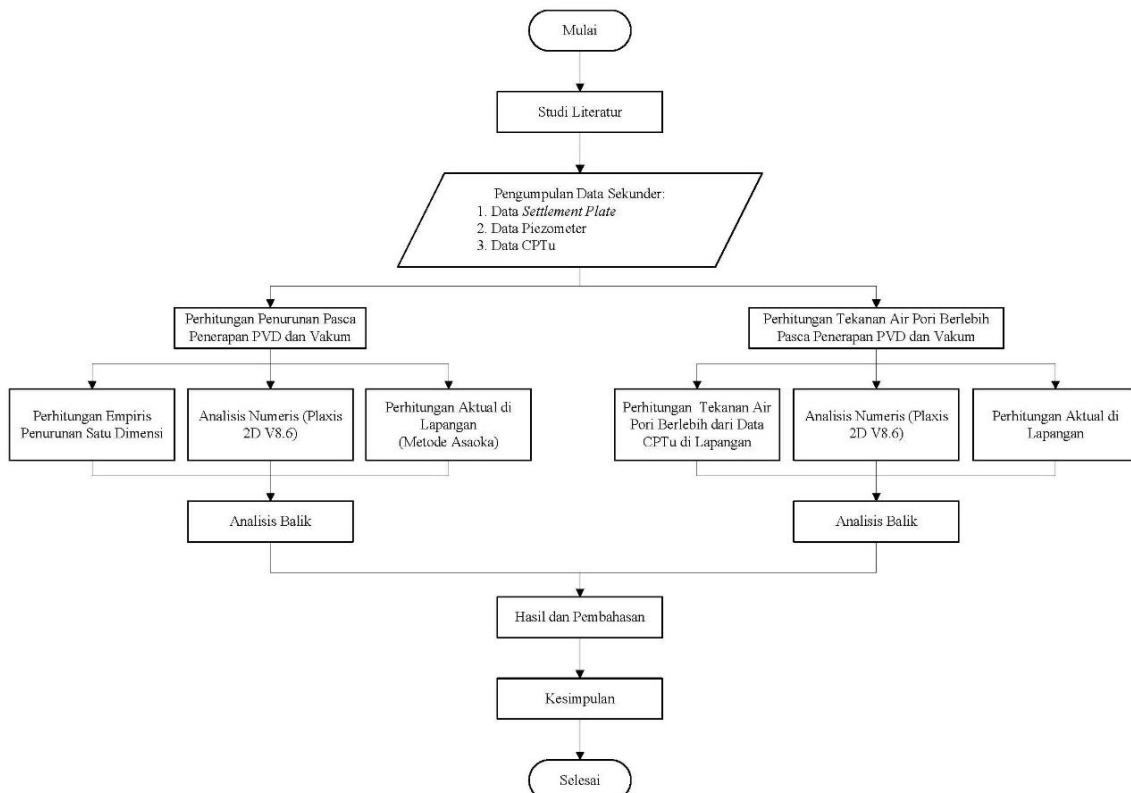 Mulai
Studi Literatur
Pengumpulan Data Sekunder:
1. Data Settlement Plate
2. Data Piezometer
3. Data CPTu
Perhitungan Penurunan Pasca
Penerapan PVD dan Vakum
Perhitungan Tekanan Air Pori Berlebih
Pasca Penerapan PVD dan Vakum
Perhitungan Empiris
Penurunan Satu Dimensi
Analisis Numeris (Plaxis
2D V8.6)
Perhitungan Aktual di
Lapangan
(Metode Asaoka)
Perhitungan Tekanan Air
Pori Berlebih dari Data
CPTu di Lapangan
Analisis Numeris (Plaxis
2D V8.6)
Perhitungan Aktual di
Lapangan
Analisis Balik
Analisis Balik
Hasil dan Pembahasan
Kesimpulan
Selesai